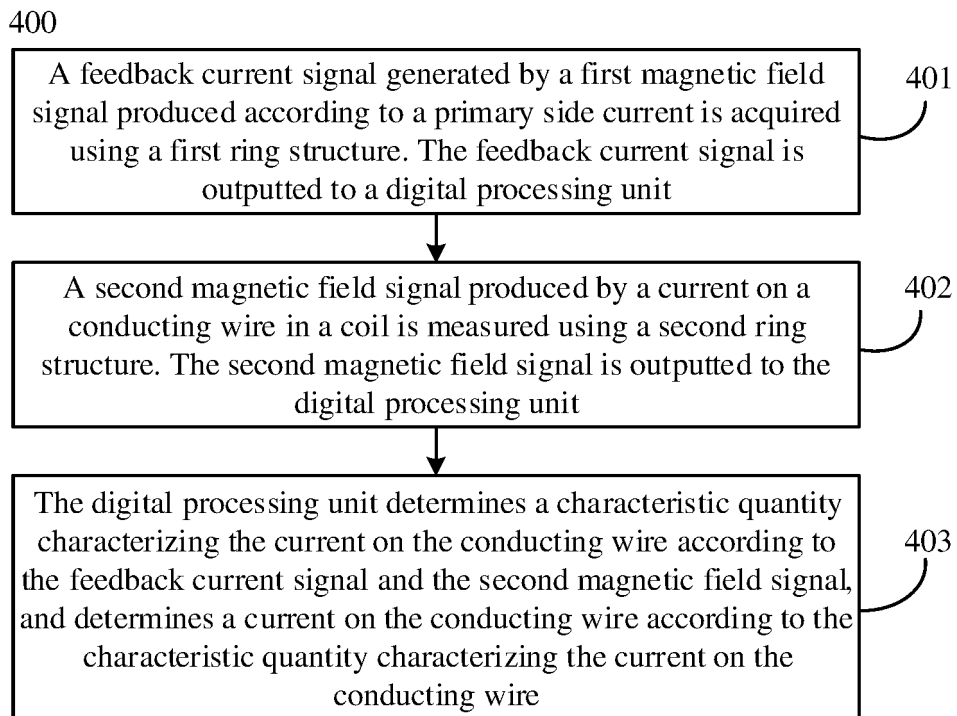 400
A feedback current signal generated by a first magnetic field
signal produced according to a primary side current is acquired
using a first ring structure. The feedback current signal is
outputted to a digital processing unit
401
A second magnetic field signal produced by a current on a
conducting wire in a coil is measured using a second ring
structure. The second magnetic field signal is outputted to the
digital processing unit
402
The digital processing unit determines a characteristic quantity
characterizing the current on the conducting wire according to
the feedback current signal and the second magnetic field signal,
and determines a current on the conducting wire according to the
characteristic quantity characterizing the current on the
conducting wire
403